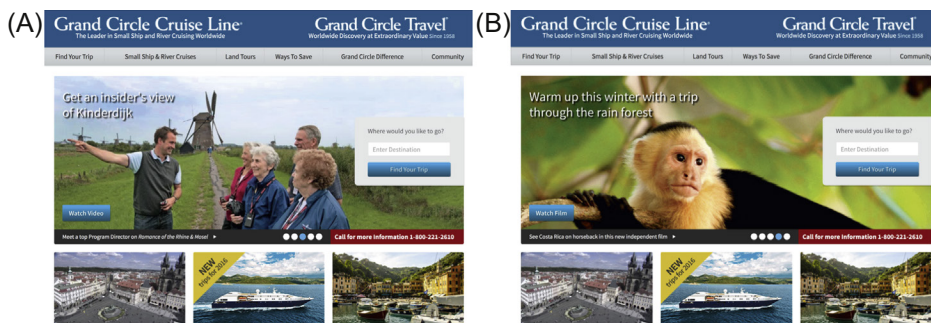 (A)
Grand Circle Cruise Line®
The Leader in Small Ship and River Cruising Worldwide
Grand Circle Travel®
Worldwide Discovery at Extraordinary Value Since 1958
Find Your Trip
Small Ship & River Cruises
Land Tours
Ways To Save
Grand Circle Difference
Community
Get an insider's view
of Kinderdijk
Where would you like to go?
Enter Destination
Find Your Trip
Watch Video
Meet a top Program Director on Romance of the Rhine & Mosel
Call for more Information 1-800-221-2610
NEW
trips for 2016
(B)
Grand Circle Cruise Line®
The Leader in Small Ship and River Cruising Worldwide
Grand Circle Travel®
Worldwide Discovery at Extraordinary Value Since 1958
Find Your Trip
Small Ship & River Cruises
Land Tours
Ways To Save
Grand Circle Difference
Community
Warm up this winter with a trip
through the rain forest
Where would you like to go?
Enter Destination
Find Your Trip
Watch Film
See Costa Rica on horseback in this new independent film
Call for more Information 1-800-221-2610
NEW
trips for 2016